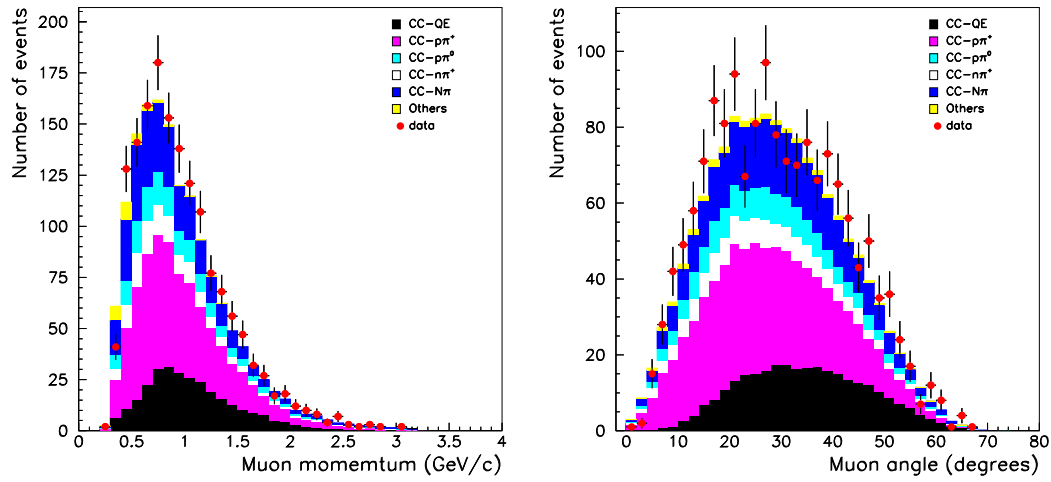 Number of events
200
175
150
125
100
75
50
25
0
0
0.5
1
1.5
2
2.5
3
3.5
4
Muon momemtum (GeV/c)
CC-QE
CC-pπ⁺
CC-pπ⁰
CC-nπ⁺
CC-Nπ
Others
data
Number of events
100
80
60
40
20
0
0
10
20
30
40
50
60
70
80
Muon angle (degrees)
CC-QE
CC-pπ⁺
CC-pπ⁰
CC-nπ⁺
CC-Nπ
Others
data